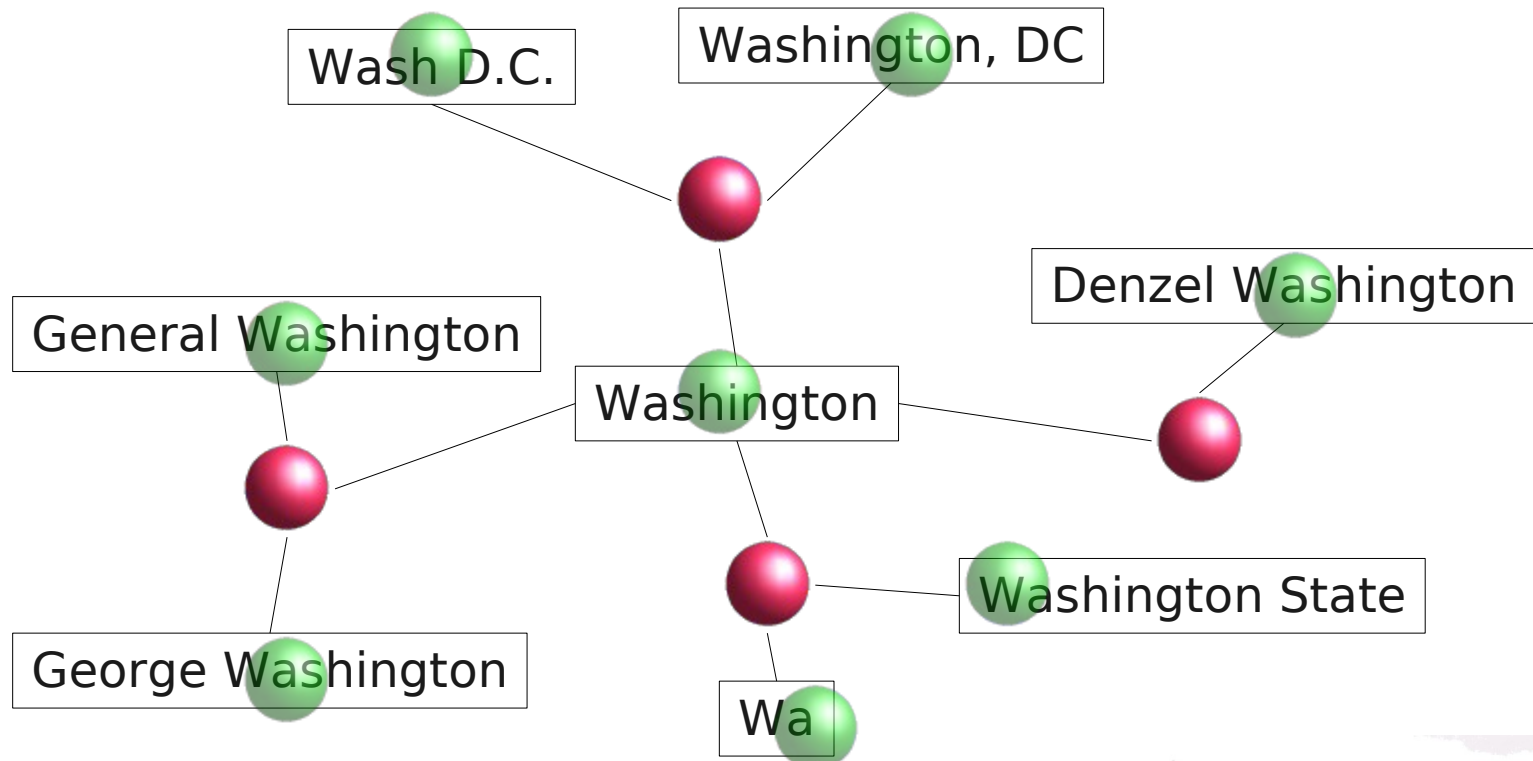 Wash D.C.
Washington, DC
Denzel Washington
General Washington
Washington
Washington State
George Washington
Wa